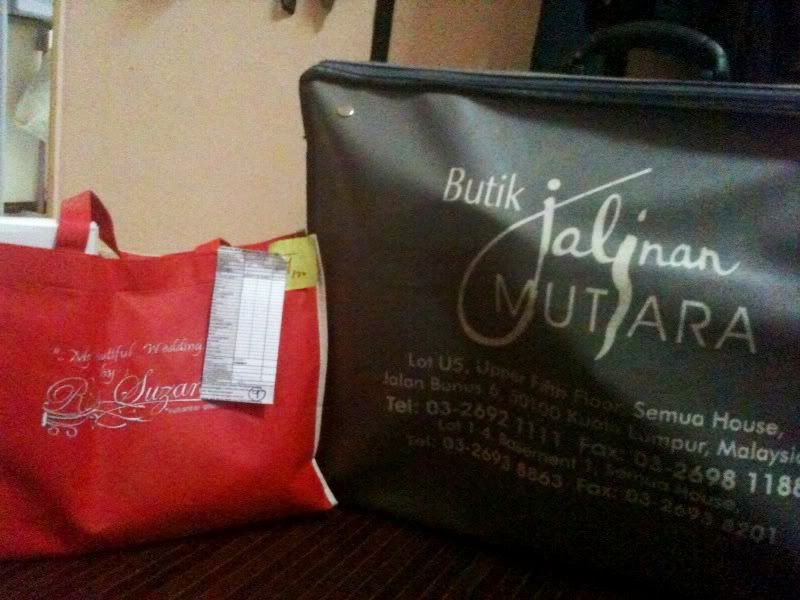 Butik
Jalinan
MUTIARA
Lot U5, Upper Fifth Floor, Semua House,
Jalan Bunus 6, 50100 Kuala Lumpur, Malaysia
Tel: 03-2692 1111 Fax: 03-2698 1188
Lot 1-4 Basement 1, Semua House,
Tel: 03-2693 8863 Fax: 03-2693 8201
Wedding
by
Suzan